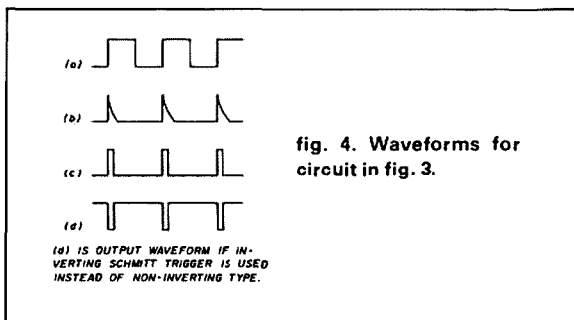 (a)
(b)
fig. 4. Waveforms for
circuit in fig. 3.
(c)
(d)
(d) IS OUTPUT WAVEFORM IF IN-
VERTING SCHMITT TRIGGER IS USED
INSTEAD OF NON-INVERTING TYPE.